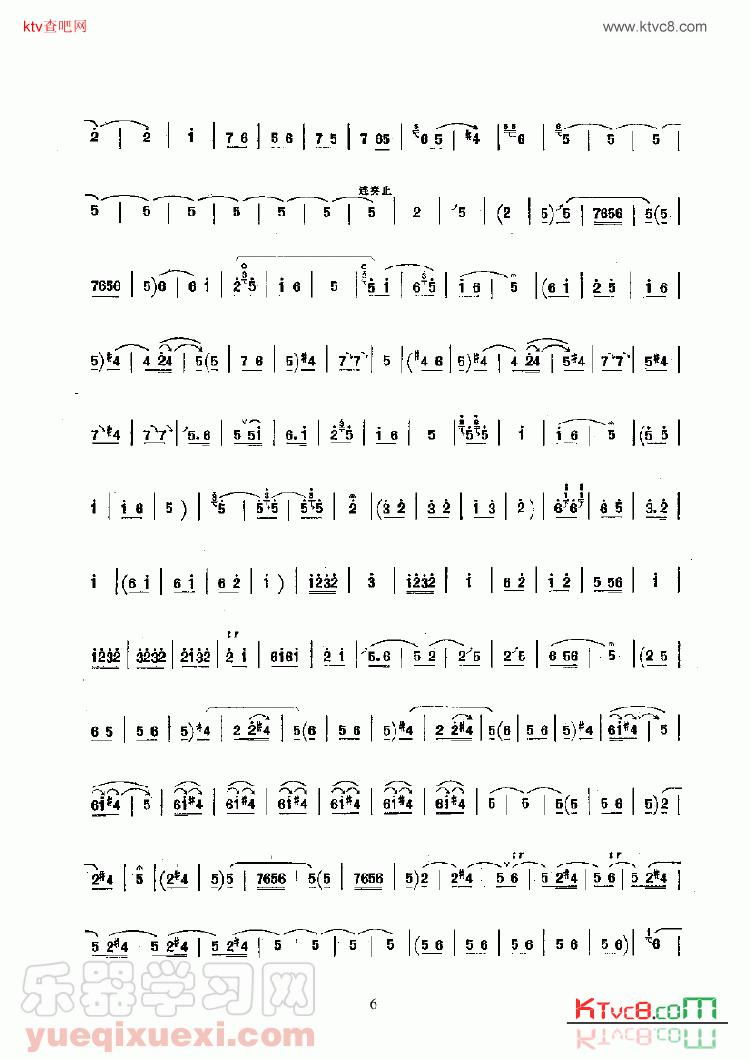 ktv查吧网
www.ktvc8.com
2 | 2 | i | 7 6 | 5 6 | 7 5 | 7 65 | 6 5 | #4 | 6 | 5 | 5 | 5 |
5 | 5 | 5 | 5 | 5 | 5 | 5 | 5 | 2 | 5 | (2 | 5) 5 | 7656 | 5(5 |
7656 | 5)6 | 6 i | 2 5 | i 6 | 5 | 5 i | 6 5 | i 6 | 5 | (6 i | 2 5 | i 6 |
5)#4 | 4 24 | 5(5 | 7 6 | 5)#4 | 7 7 | 5 | (#4 6 | 5)#4 | 4 24 | 5#4 | 7 7 | 5#4 |
7 #4 | 7 7 | 5. 6 | 5 5i | 6. i | 2 5 | i 6 | 5 | 5 5 | i | i 6 | 5 | (5 5 |
i | i 6 | 5 ) | 5 | 5 5 | 5 5 | 2 | (3 2 | 3 2 | i 3 | 2 ) | 6 6 | 6 5 | 3. 2 |
i | (6 i | 6 i | 6 2 | i ) | i232 | 3 | i232 | i | 6 2 | i 2 | 5 56 | i |
i232 | 3232 | 2i32 | 2 i | 6i6i | 2 i | 5. 6 | 5 2 | 2 5 | 2 5 | 6 56 | 5 | (2 5 |
6 5 | 5 6 | 5)#4 | 2 2#4 | 5(6 | 5 6 | 5)#4 | 2 2#4 | 5(6 | 5 6 | 5)#4 | 6i#4 | 5 |
6i#4 | 5 | 6i#4 | 6i#4 | 6i#4 | 6i#4 | 6i#4 | 6i#4 | 5 | 5 | 5(5 | 5 6 | 5)2 |
2#4 | 5 | (2#4 | 5)5 | 7656 | 5(5 | 7656 | 5)2 | 2#4 | 5 6 | 5 2#4 | 5 6 | 5 2#4 |
5 2#4 | 5 2#4 | 5 2#4 | 5 | 5 | 5 | 5 | (5 6 | 5 6 | 5 6 | 5 6 | 5 6) | 6 |
乐器学习网
yueqixuexi.com
6
KTvc8.com